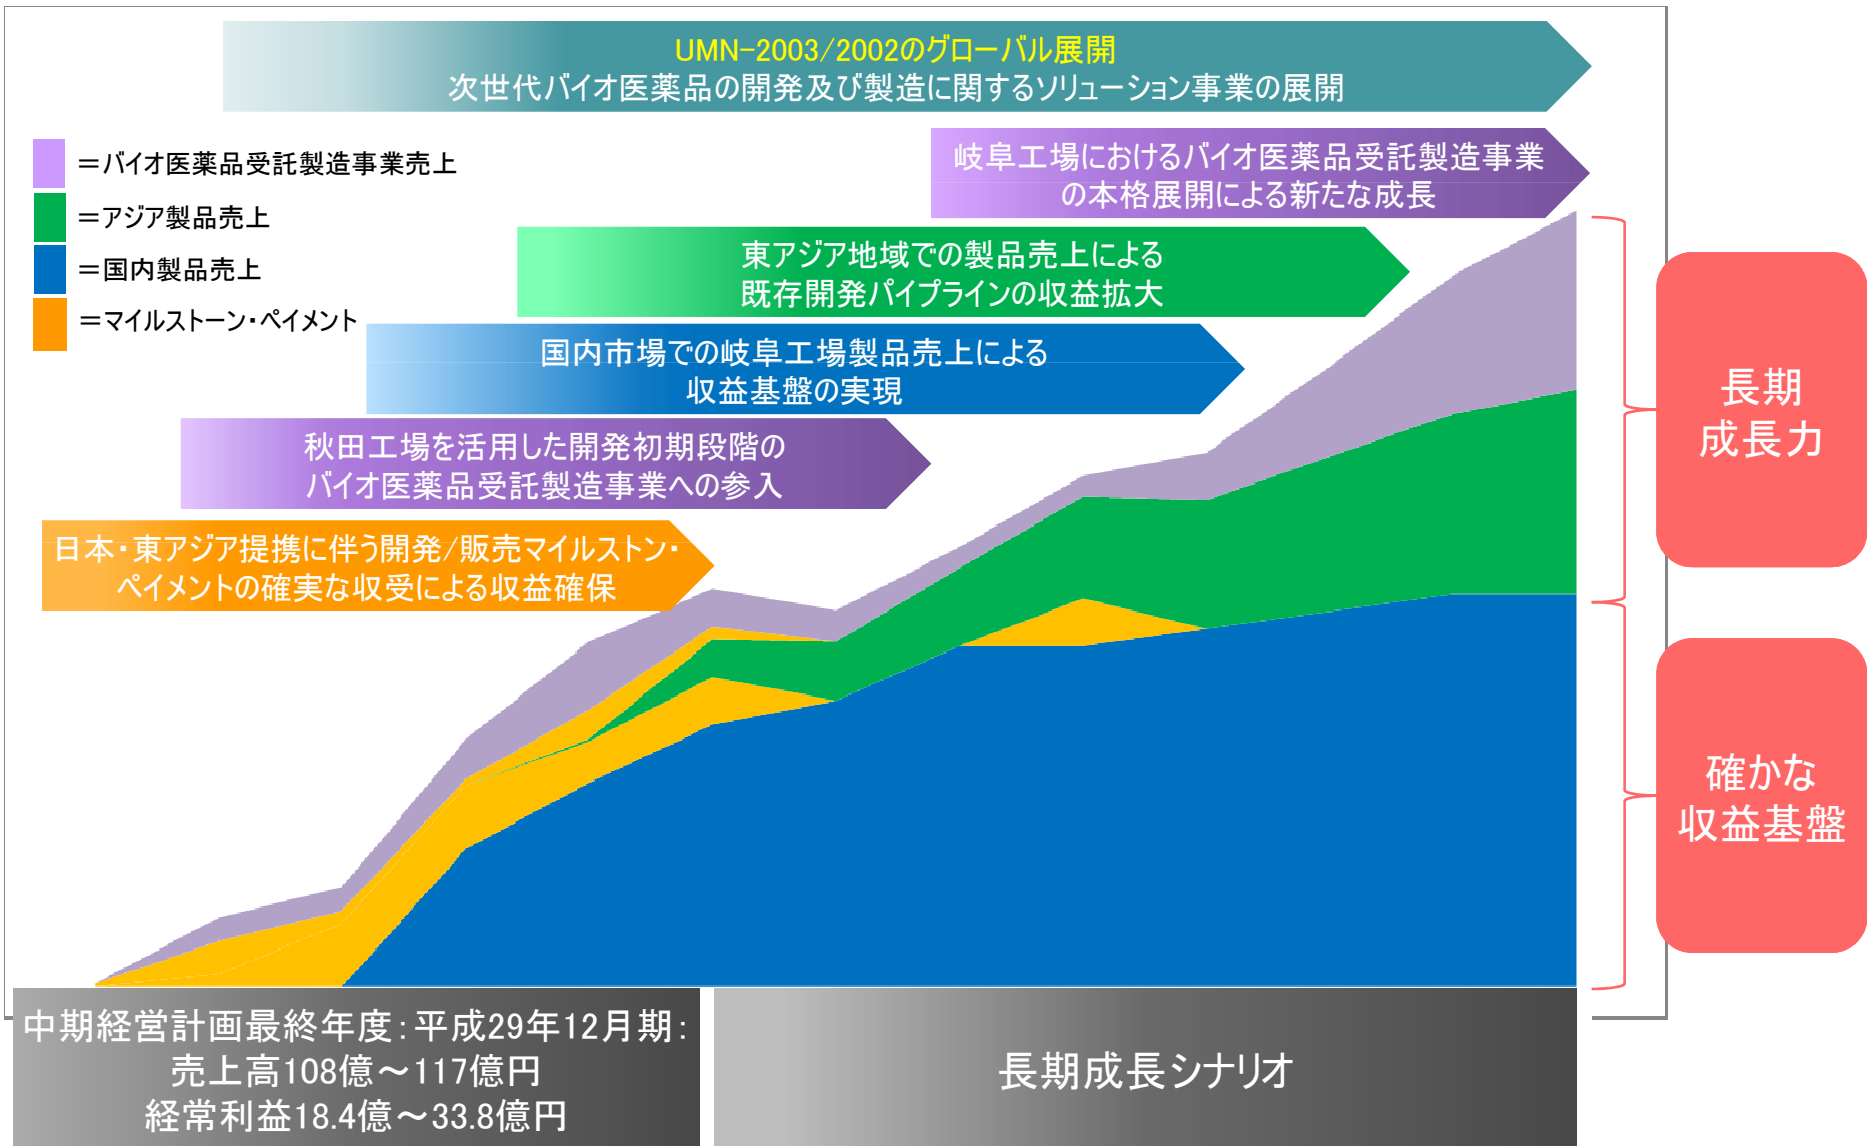 UMN-2003/2002のグローバル展開
次世代バイオ医薬品の開発及び製造に関するソリューション事業の展開
＝バイオ医薬品受託製造事業売上
＝アジア製品売上
＝国内製品売上
＝マイルストーン・ペイメント
岐阜工場におけるバイオ医薬品受託製造事業
の本格展開による新たな成長
東アジア地域での製品売上による
既存開発パイプラインの収益拡大
国内市場での岐阜工場製品売上による
収益基盤の実現
秋田工場を活用した開発初期段階の
バイオ医薬品受託製造事業への参入
日本・東アジア提携に伴う開発/販売マイルストン・
ペイメントの確実な収受による収益確保
長期
成長力
確かな
収益基盤
中期経営計画最終年度：平成29年12月期：
売上高108億～117億円
経常利益18.4億～33.8億円
長期成長シナリオ